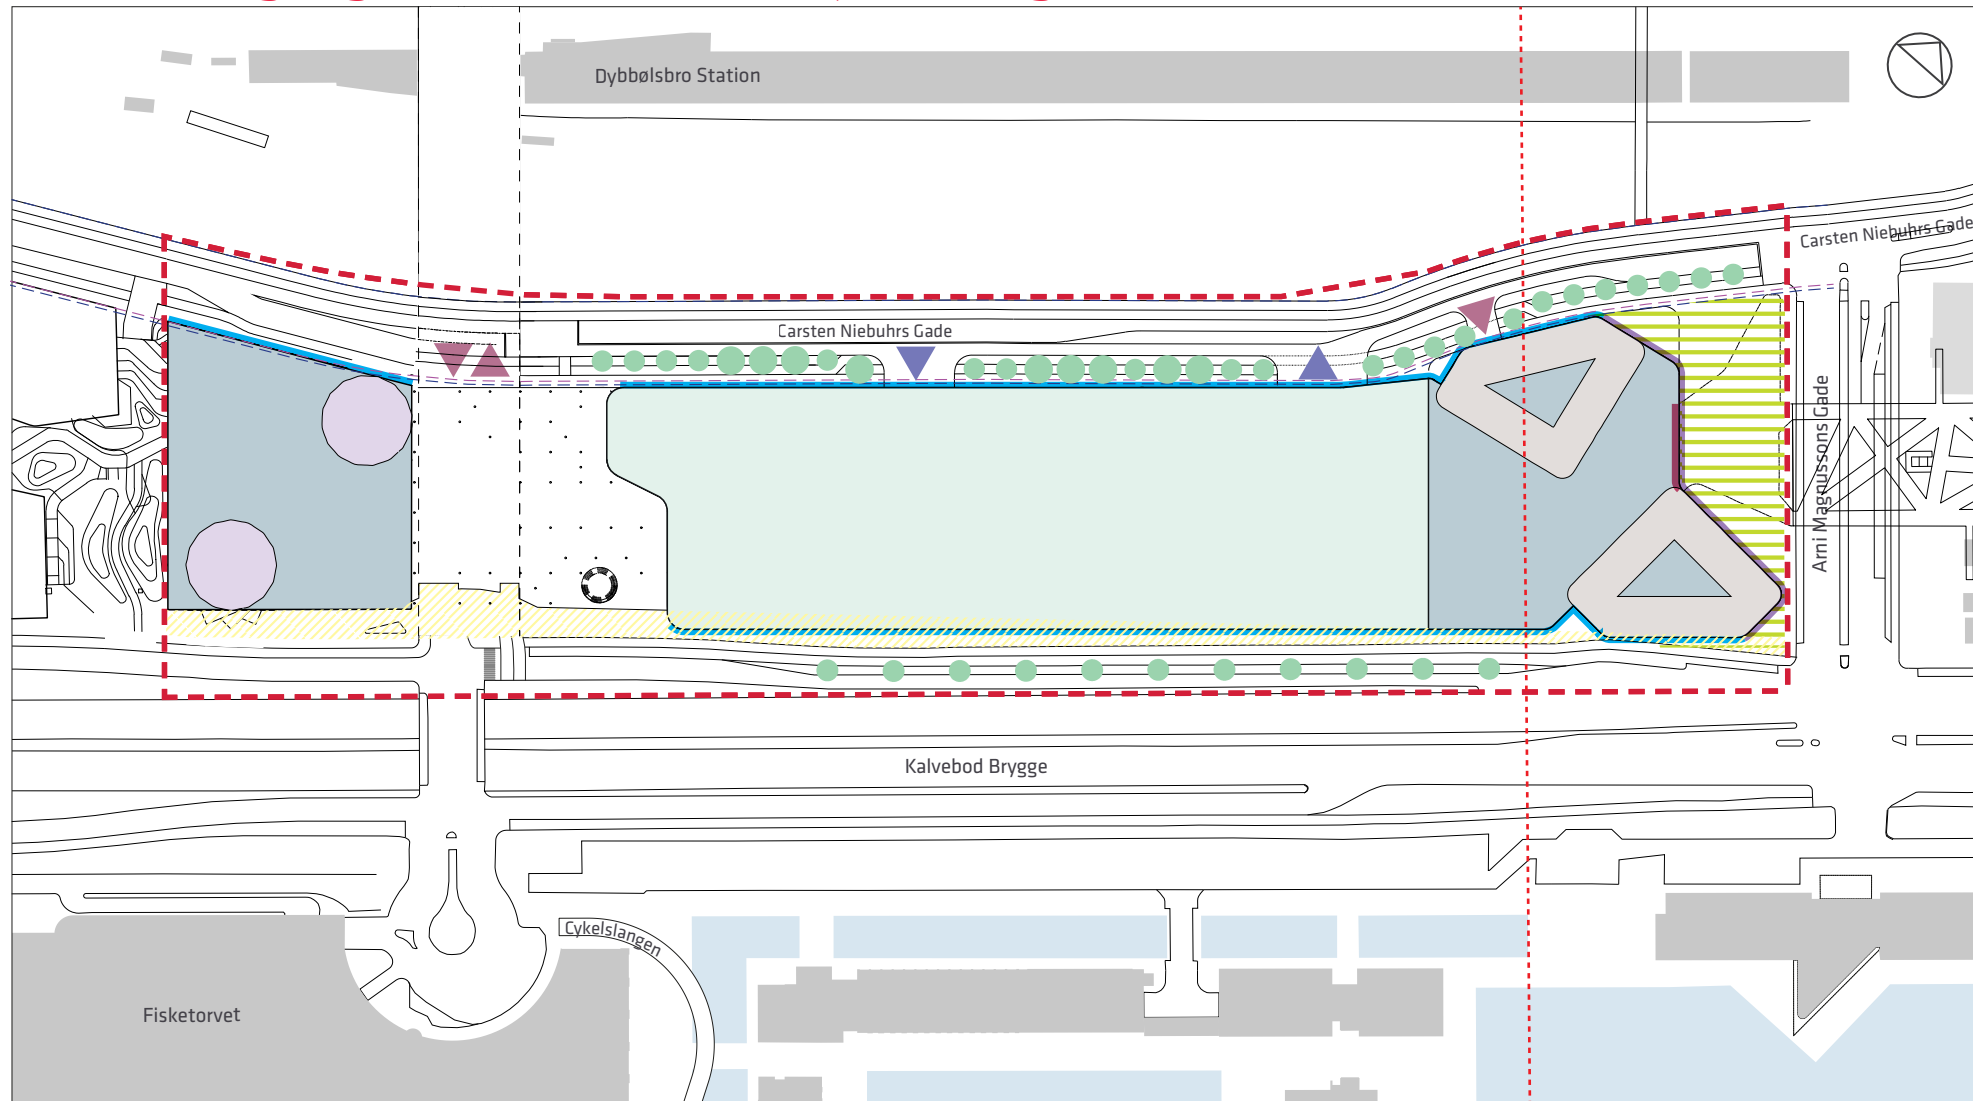 Dybbølsbro Station
Carsten Niebuhrs Gade
Carsten Niebuhrs Gade
Arni Magnussons Gade
Kalvebod Brygge
Cykelslangen
Fisketorvet